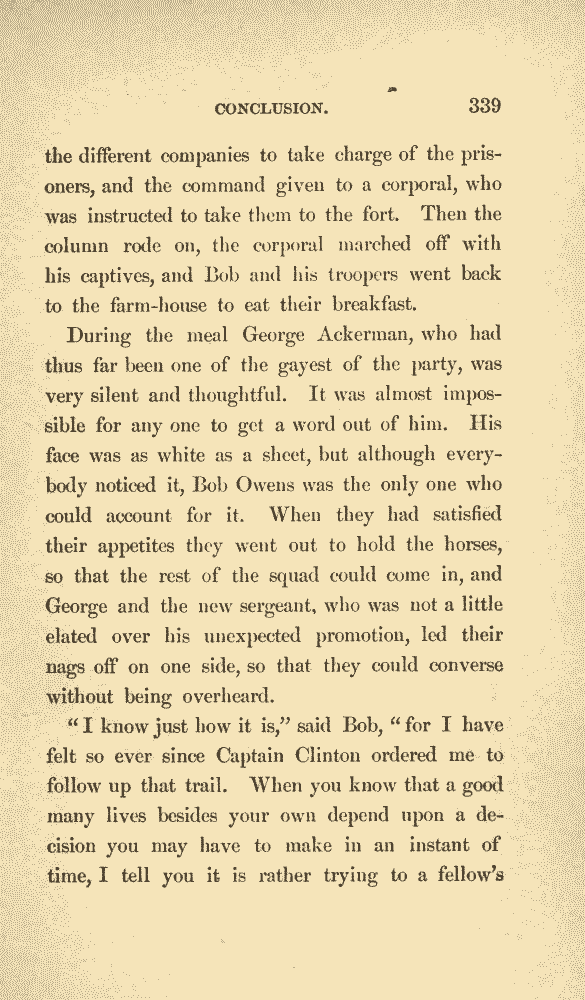 CONCLUSION. 339
the different companies to take charge of the pris-
oners, and the command given to a corporal, who
was instructed to take them to the fort. Then the
column rode on, the corporal marched off with
his captives, and Bob and his troopers went back
to the farm-house to eat their breakfast.
During the meal George Ackerman, who had
thus far been one of the gayest of the party, was
very silent and thoughtful. It was almost impos-
sible for any one to get a word out of him. His
face was as white as a sheet, but although every-
body noticed it, Bob Owens was the only one who
could account for it. When they had satisfied
their appetites they went out to hold the horses,
so that the rest of the squad could come in, and
George and the new sergeant, who was not a little
elated over his unexpected promotion, led their
nags off on one side, so that they could converse
without being overheard.
“I know just how it is,” said Bob, “for I have
felt so ever since Captain Clinton ordered me to
follow up that trail. When you know that a good
many lives besides your own depend upon a de-
cision you may have to make in an instant of
time, I tell you it is rather trying to a fellow’s